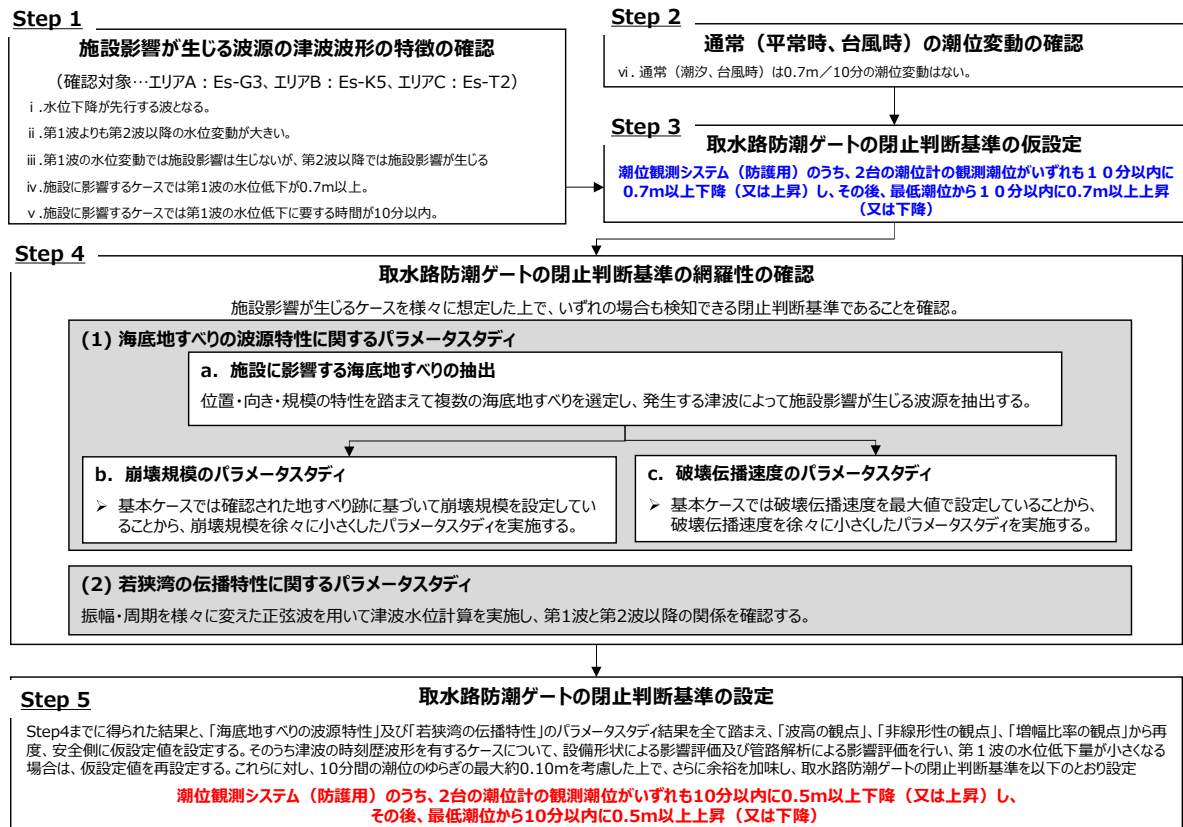 Step 1
施設影響が生じる波源の津波波形の特徴の確認
（確認対象…エリアA：Es-G3、エリアB：Es-K5、エリアC：Es-T2）
ⅰ.水位下降が先行する波となる。
ⅱ.第1波よりも第2波以降の水位変動が大きい。
ⅲ.第1波の水位変動では施設影響は生じないが、第2波以降では施設影響が生じる
ⅳ.施設に影響するケースでは第1波の水位低下が0.7m以上。
ⅴ.施設に影響するケースでは第1波の水位低下に要する時間が10分以内。
Step 2
通常（平常時、台風時）の潮位変動の確認
ⅵ.通常（潮汐、台風時）は0.7m／10分の潮位変動はない。
Step 3
取水路防潮ゲートの閉止判断基準の仮設定
潮位観測システム（防護用）のうち、2台の潮位計の観測潮位がいずれも１０分以内に
0.7m以上下降（又は上昇）し、その後、最低潮位から１０分以内に0.7m以上上昇
（又は下降）
Step 4
取水路防潮ゲートの閉止判断基準の網羅性の確認
施設影響が生じるケースを様々に想定した上で、いずれの場合も検知できる閉止判断基準であることを確認。
(1) 海底地すべりの波源特性に関するパラメータスタディ
a. 施設に影響する海底地すべりの抽出
位置・向き・規模の特性を踏まえて複数の海底地すべりを選定し、発生する津波によって施設影響が生じる波源を抽出する。
b. 崩壊規模のパラメータスタディ
➢ 基本ケースでは確認された地すべり跡に基づいて崩壊規模を設定してい
ることから、崩壊規模を徐々に小さくしたパラメータスタディを実施する。
c. 破壊伝播速度のパラメータスタディ
➢ 基本ケースでは破壊伝播速度を最大値で設定していることから、
破壊伝播速度を徐々に小さくしたパラメータスタディを実施する。
(2) 若狭湾の伝播特性に関するパラメータスタディ
振幅・周期を様々に変えた正弦波を用いて津波水位計算を実施し、第1波と第2波以降の関係を確認する。
Step 5
取水路防潮ゲートの閉止判断基準の設定
Step4までに得られた結果と、「海底地すべりの波源特性」及び「若狭湾の伝播特性」のパラメータスタディ結果を全て踏まえ、「波高の観点」、「非線形性の観点」、「増幅比率の観点」から再
度、安全側に仮設定値を設定する。そのうち津波の時刻歴波形を有するケースについて、設備形状による影響評価及び管路解析による影響評価を行い、第１波の水位低下量が小さくなる
場合は、仮設定値を再設定する。これらに対し、10分間の潮位のゆらぎの最大約0.10mを考慮した上で、さらに余裕を加味し、取水路防潮ゲートの閉止判断基準を以下のとおり設定
潮位観測システム（防護用）のうち、2台の潮位計の観測潮位がいずれも10分以内に0.5m以上下降（又は上昇）し、
その後、最低潮位から10分以内に0.5m以上上昇（又は下降）